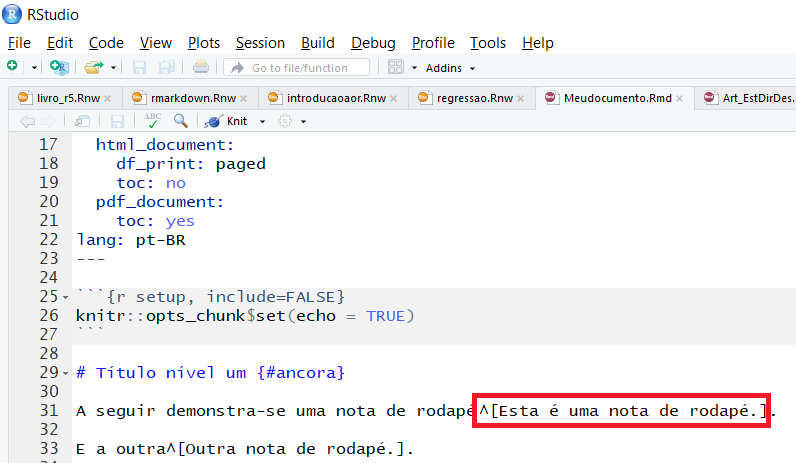 RStudio
File Edit Code View Plots Session Build Debug Profile Tools Help
Go to file/function Addins
livro_r5.Rnw rmarkdown.Rnw introducaoaor.Rnw regressao.Rnw Meudocumento.Rmd Art_EstDirDes.
ABC Knit
17 html_document:
18 df_print: paged
19 toc: no
20 pdf_document:
21 toc: yes
22 lang: pt-BR
23 ---
24
25 ```{r setup, include=FALSE}
26 knitr::opts_chunk$set(echo = TRUE)
27 ```
28
29 # Título nível um {#ancora}
30
31 A seguir demonstra-se uma nota de rodapé^[Esta é uma nota de rodapé.].
32
33 E a outra^[Outra nota de rodapé.].